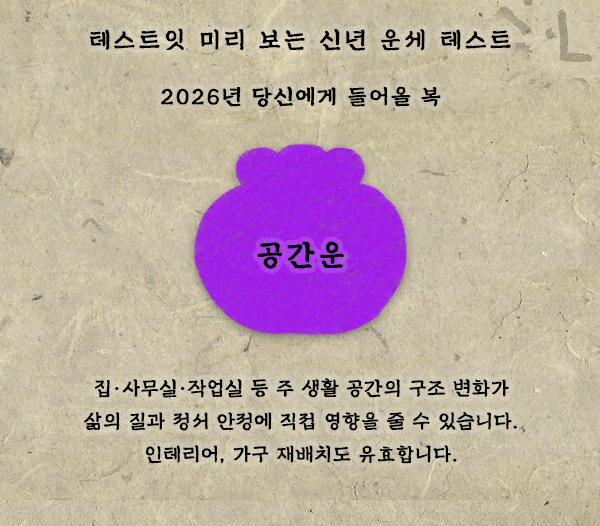 테스트잇 미리 보는 신년 운세 테스트
2026년 당신에게 들어올 복
공간운
집·사무실·작업실 등 주 생활 공간의 구조 변화가
삶의 질과 정서 안정에 직접 영향을 줄 수 있습니다.
인테리어, 가구 재배치도 유효합니다.